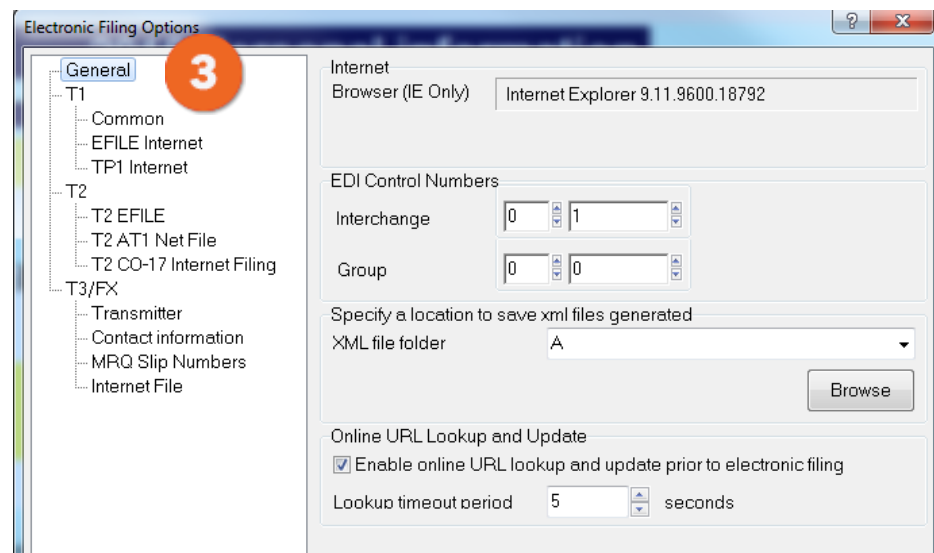 Electronic Filing Options
?
X
3
General
T1
Common
EFILE Internet
TP1 Internet
T2
T2 EFILE
T2 AT1 Net File
T2 CO-17 Internet Filing
T3/FX
Transmitter
Contact information
MRQ Slip Numbers
Internet File
Internet
Browser (IE Only) Internet Explorer 9.11.9600.18792
EDI Control Numbers
Interchange 0 1
Group 0 0
Specify a location to save xml files generated
XML file folder A
Browse
Online URL Lookup and Update
Enable online URL lookup and update prior to electronic filing
Lookup timeout period 5 seconds